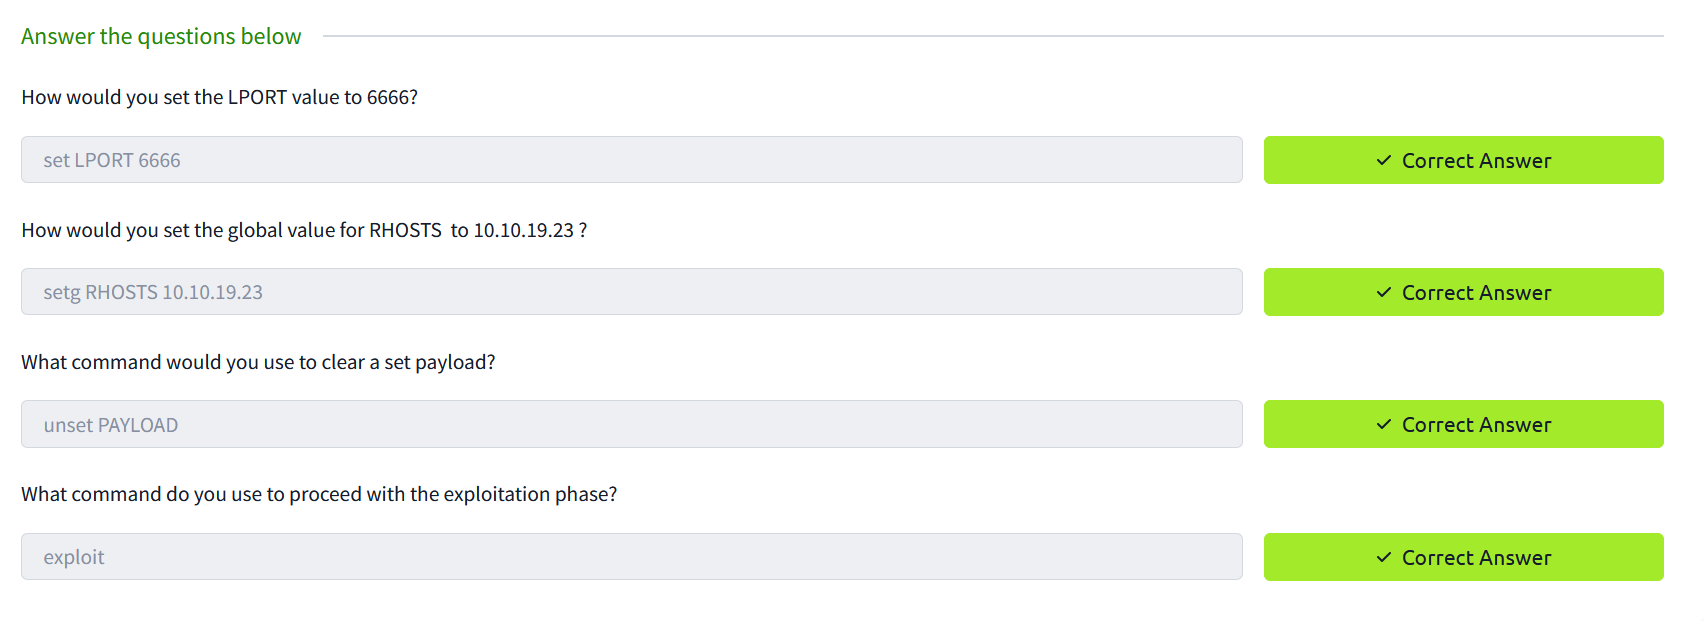 Answer the questions below
How would you set the LPORT value to 6666?
set LPORT 6666
Correct Answer
How would you set the global value for RHOSTS  to 10.10.19.23 ?
setg RHOSTS 10.10.19.23
Correct Answer
What command would you use to clear a set payload?
unset PAYLOAD
Correct Answer
What command do you use to proceed with the exploitation phase?
exploit
Correct Answer